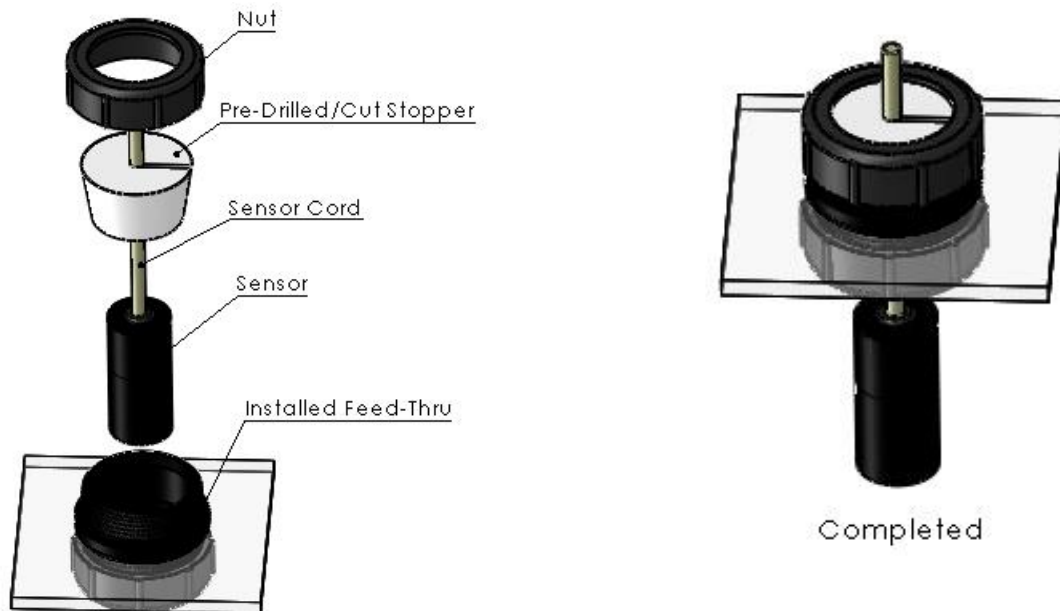 Nut
Pre-Drilled/Cut Stopper
Sensor Cord
Sensor
Installed Feed-Thru
Completed